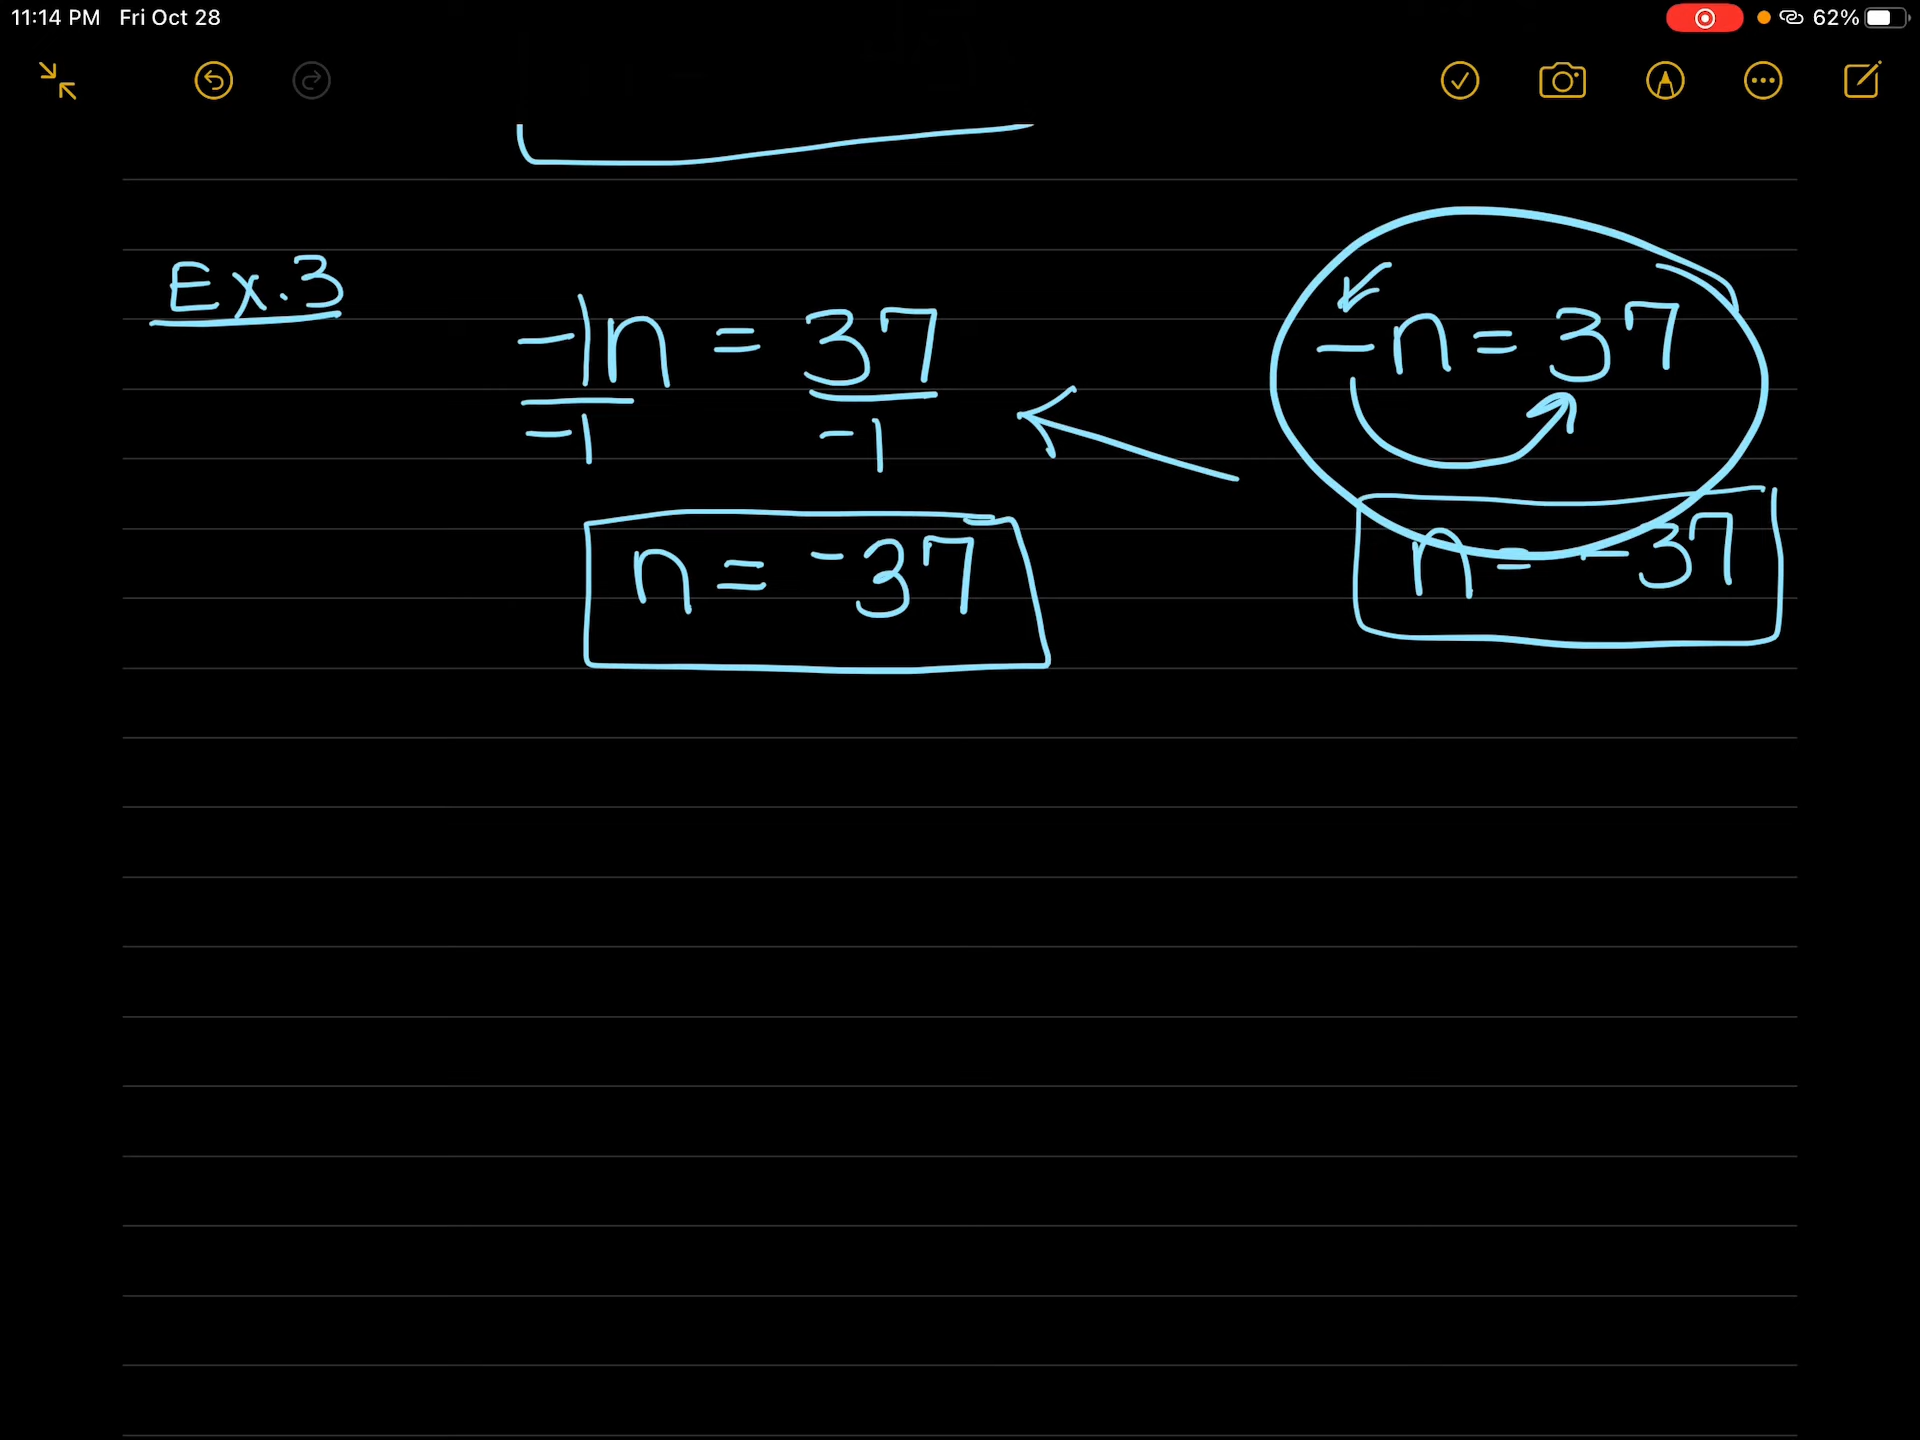 11:14 PM Fri Oct 28
62%
Ex.3
-1n = 37
-1 -1
n = -37
-n = 37
n = -37